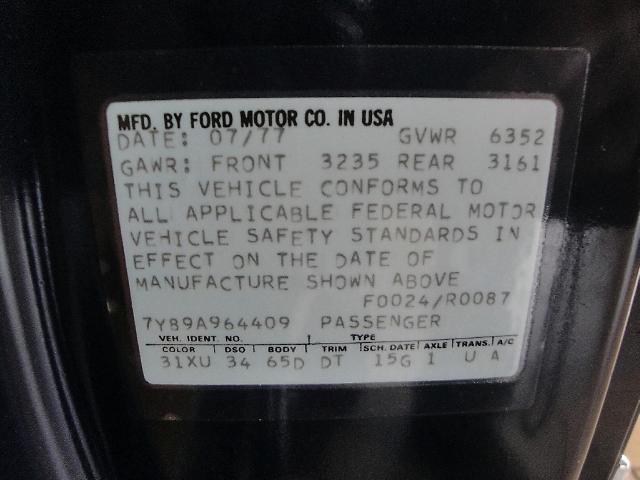 MFD. BY FORD MOTOR CO. IN USA
DATE: 07/77 GVWR 6352
GAWR: FRONT 3235 REAR 3161
THIS VEHICLE CONFORMS TO
ALL APPLICABLE FEDERAL MOTOR
VEHICLE SAFETY STANDARDS IN
EFFECT ON THE DATE OF
MANUFACTURE SHOWN ABOVE
F0024/R0087
7Y89A964409 PASSENGER
VEH. IDENT. NO. TYPE
COLOR DSO BODY TRIM SCH. DATE AXLE TRANS. A/C
31XU 34 65D DT 15G 1 U A